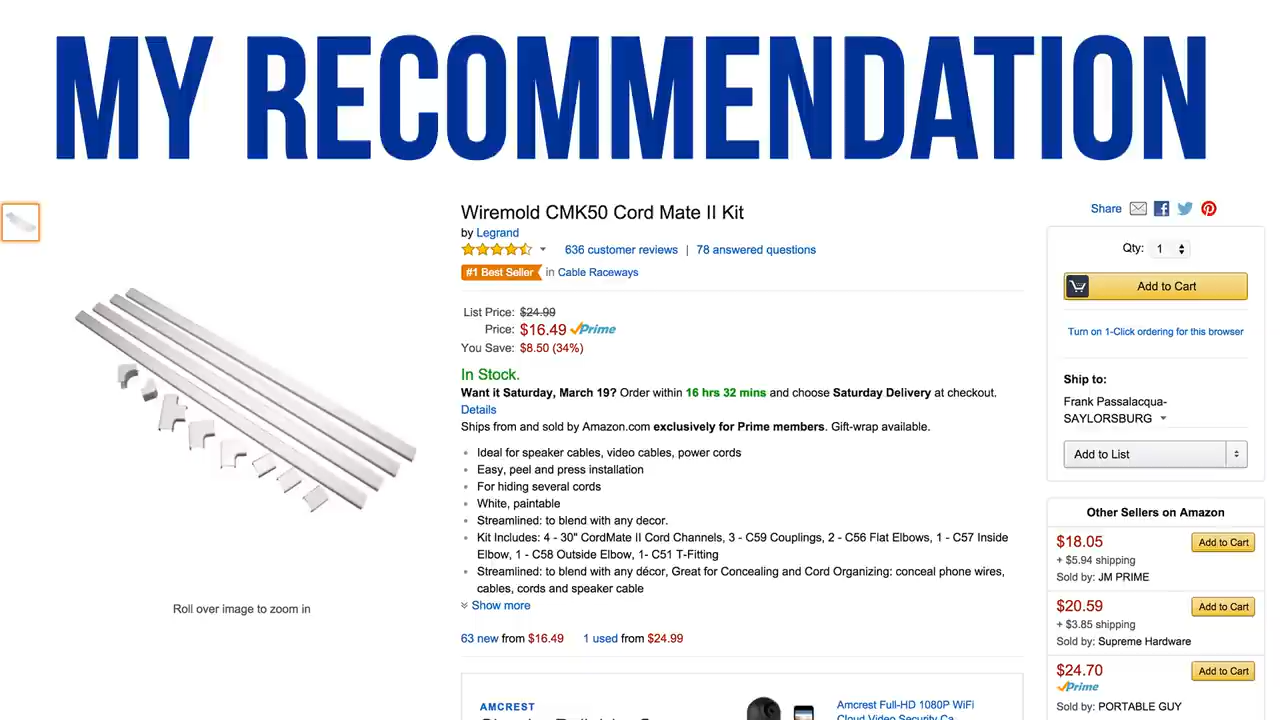 MY RECOMMENDATION
Wiremold CMK50 Cord Mate II Kit
by Legrand
636 customer reviews | 78 answered questions
#1 Best Seller in Cable Raceways
List Price: $24.99
Price: $16.49 Prime
You Save: $8.50 (34%)
In Stock.
Want it Saturday, March 19? Order within 16 hrs 32 mins and choose Saturday Delivery at checkout.
Details
Ships from and sold by Amazon.com exclusively for Prime members. Gift-wrap available.
Ideal for speaker cables, video cables, power cords
Easy, peel and press installation
For hiding several cords
White, paintable
Streamlined: to blend with any decor.
Kit Includes: 4 - 30" CordMate II Cord Channels, 3 - C59 Couplings, 2 - C56 Flat Elbows, 1 - C57 Inside
Elbow, 1 - C58 Outside Elbow, 1- C51 T-Fitting
Streamlined: to blend with any décor, Great for Concealing and Cord Organizing: conceal phone wires,
cables, cords and speaker cable
Show more
63 new from $16.49 1 used from $24.99
Roll over image to zoom in
AMCREST
Amcrest Full-HD 1080P WiFi
Cloud Video Security Ca
Share
Qty: 1
Add to Cart
Turn on 1-Click ordering for this browser
Ship to:
Frank Passalacqua-
SAYLORSBURG
Add to List
Other Sellers on Amazon
$18.05 Add to Cart
+ $5.94 shipping
Sold by: JM PRIME
$20.59 Add to Cart
+ $3.85 shipping
Sold by: Supreme Hardware
$24.70 Add to Cart
Prime
Sold by: PORTABLE GUY